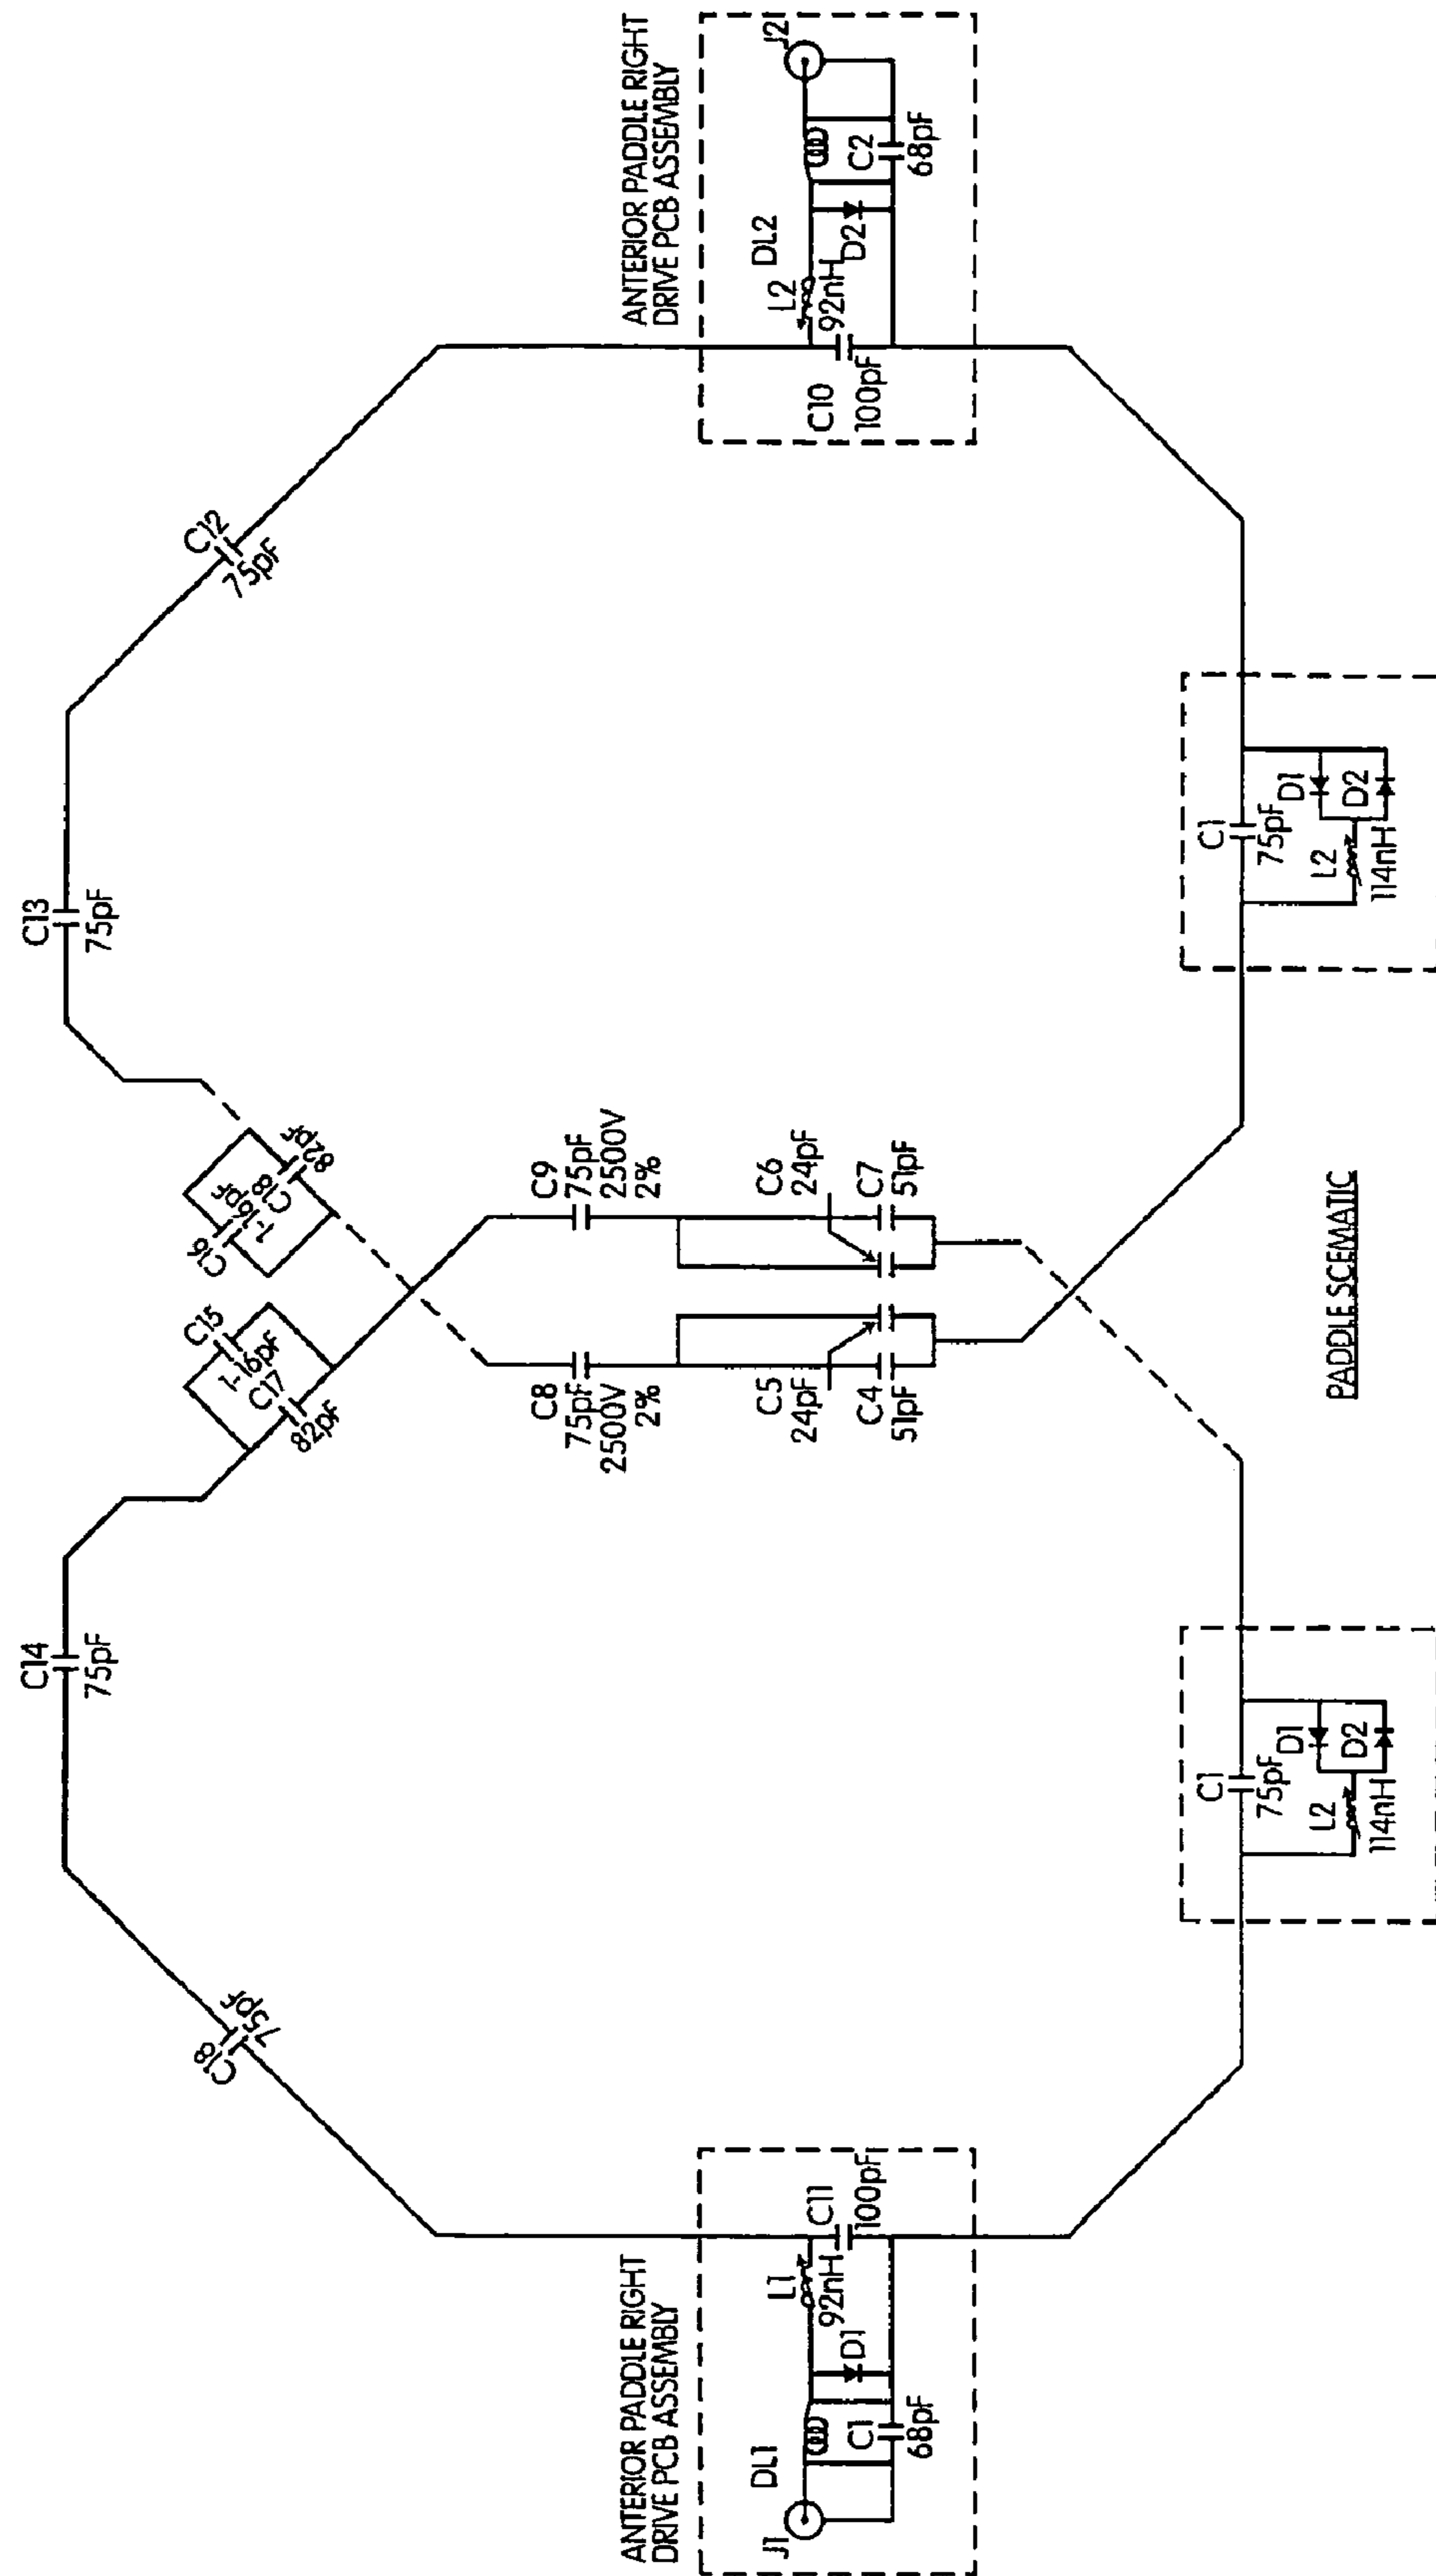 ANTERIOR PADDLE RIGHT
DRIVE PCB ASSEMBLY
J1
DL1
C1
68pF
D1
L1
92nH
C11
100pF
C18
75pF
C14
75pF
C15
1-16pF
C17
82pF
C16
1-16pF
C18
82pF
C13
75pF
C12
75pF
C8
75pF
2500V
2%
C9
75pF
2500V
2%
C5
24pF
C4
51pF
C6
24pF
C7
51pF
C1
75pF
L2
114nH
D1
D2
C1
75pF
L2
114nH
D1
D2
ANTERIOR PADDLE RIGHT
DRIVE PCB ASSEMBLY
C10
100pF
L2
92nH
DL2
D2
C2
68pF
J2
PADDLE SCEMATIC